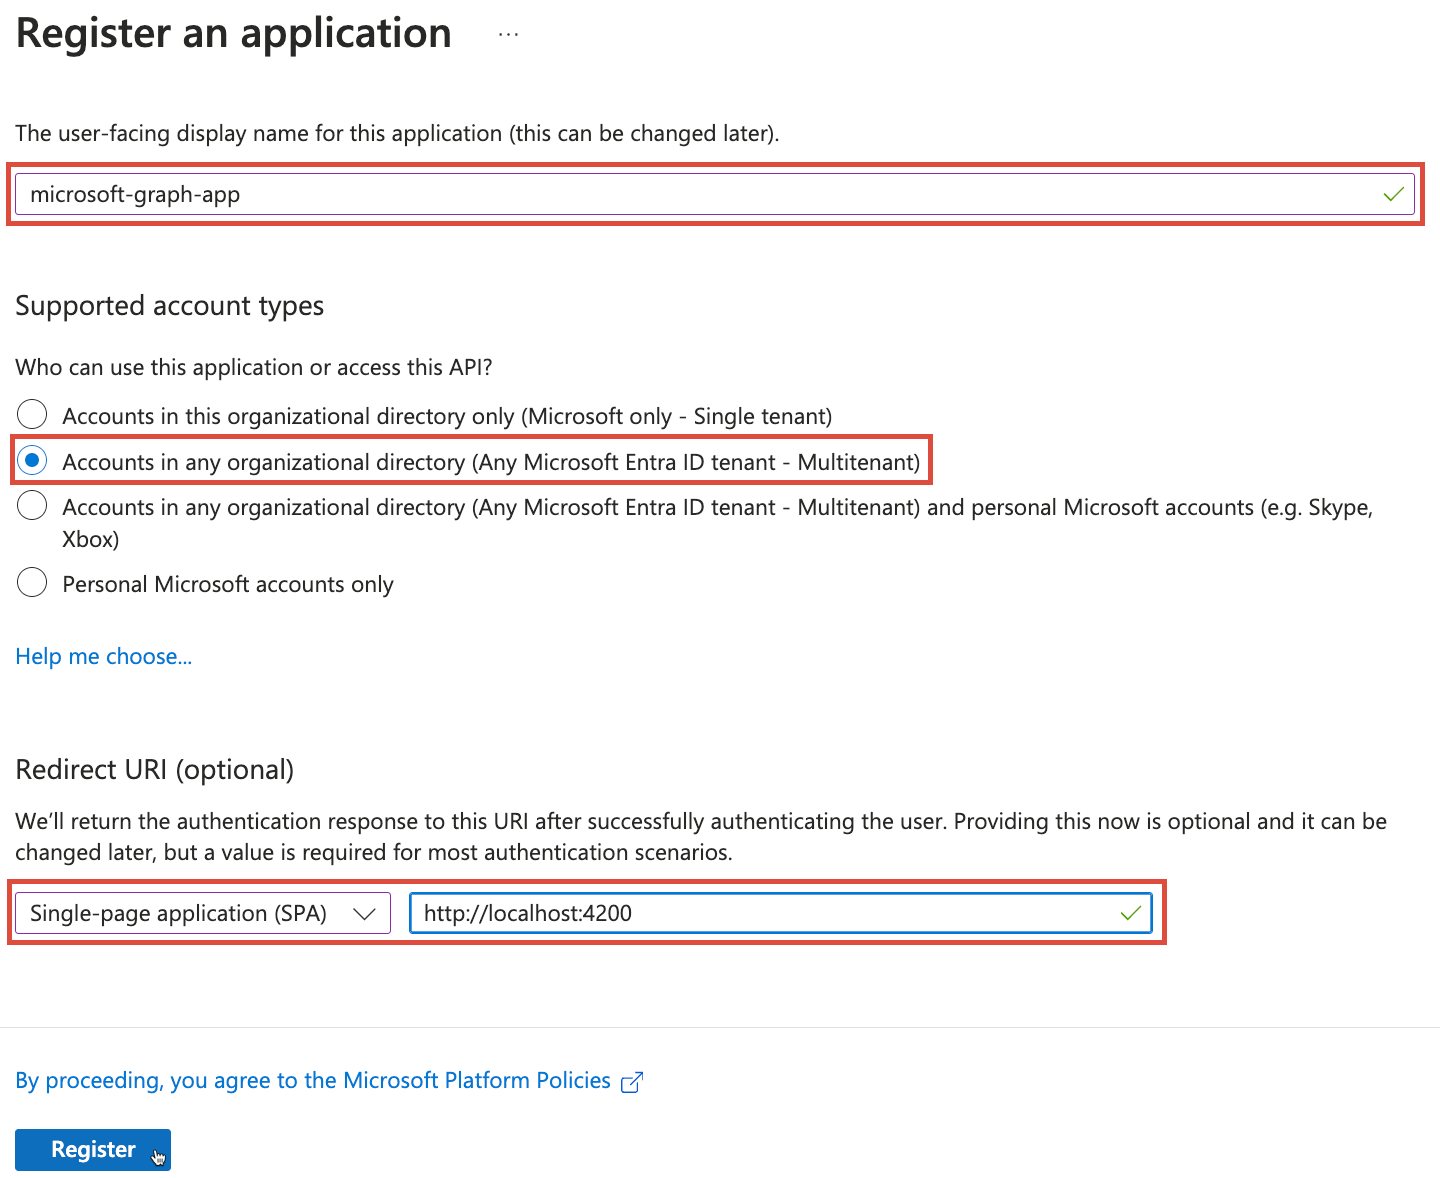 Register an application ...
The user-facing display name for this application (this can be changed later).
microsoft-graph-app
Supported account types
Who can use this application or access this API?
Accounts in this organizational directory only (Microsoft only - Single tenant)
Accounts in any organizational directory (Any Microsoft Entra ID tenant - Multitenant)
Accounts in any organizational directory (Any Microsoft Entra ID tenant - Multitenant) and personal Microsoft accounts (e.g. Skype,
Xbox)
Personal Microsoft accounts only
Help me choose...
Redirect URI (optional)
We’ll return the authentication response to this URI after successfully authenticating the user. Providing this now is optional and it can be
changed later, but a value is required for most authentication scenarios.
Single-page application (SPA) http://localhost:4200
By proceeding, you agree to the Microsoft Platform Policies
Register